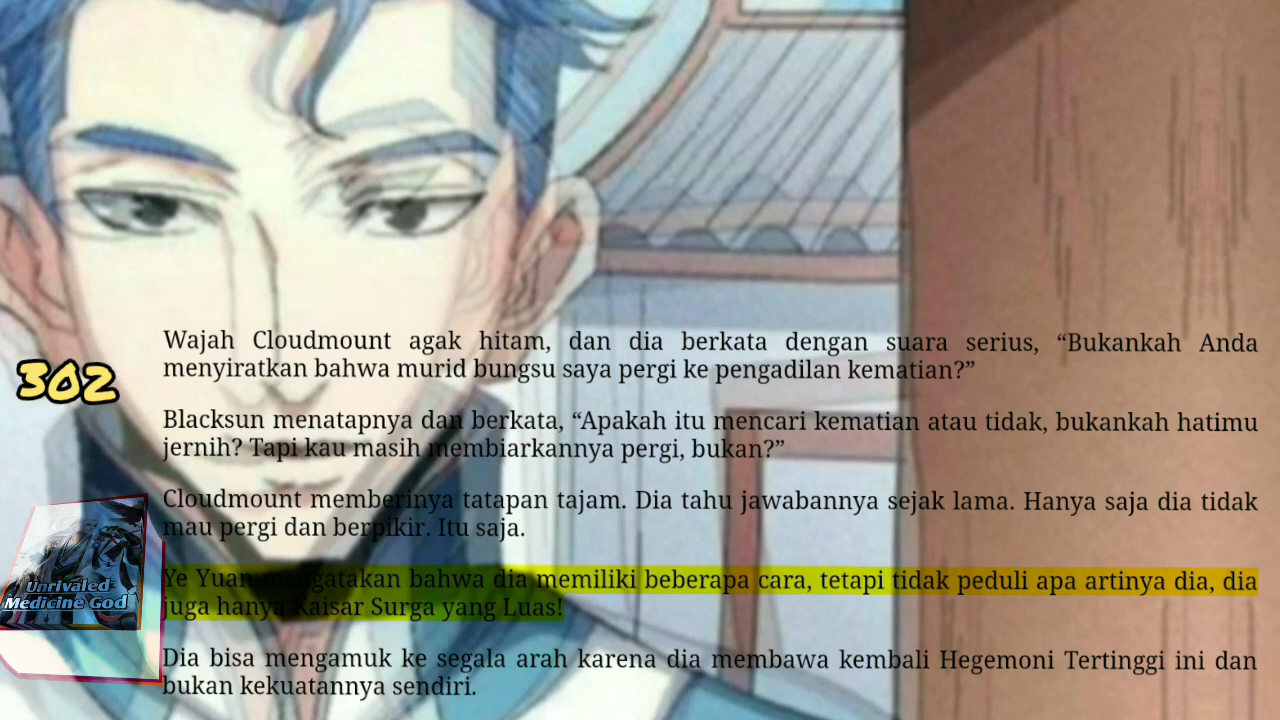 Wajah Cloudmount agak hitam, dan dia berkata dengan suara serius, “Bukankah Anda
menyiratkan bahwa murid bungsu saya pergi ke pengadilan kematian?”
302
Blacksun menatapnya dan berkata, “Apakah itu mencari kematian atau tidak, bukankah hatimu
jernih? Tapi kau masih membiarkannya pergi, bukan?”
Cloudmount memberinya tatapan tajam. Dia tahu jawabannya sejak lama. Hanya saja dia tidak
mau pergi dan berpikir. Itu saja.
Ye Yuan mengatakan bahwa dia memiliki beberapa cara, tetapi tidak peduli apa artinya dia, dia
juga hanya Kaisar Surga yang Luas!
Unrivaled
Medicine God
Dia bisa mengamuk ke segala arah karena dia membawa kembali Hegemoni Tertinggi ini dan
bukan kekuatannya sendiri.